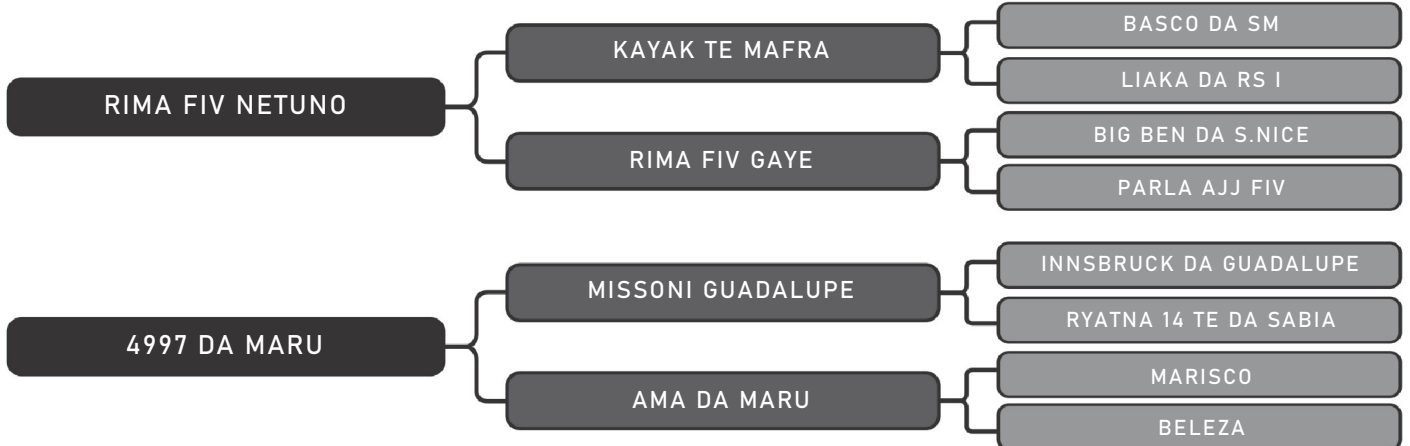 RIMA FIV NETUNO
KAYAK TE MAFRA
BASCO DA SM
LIAKA DA RS I
RIMA FIV GAYE
BIG BEN DA S.NICE
PARLA AJJ FIV
4997 DA MARU
MISSONI GUADALUPE
INNSBRUCK DA GUADALUPE
RYATNA 14 TE DA SABIA
AMA DA MARU
MARISCO
BELEZA